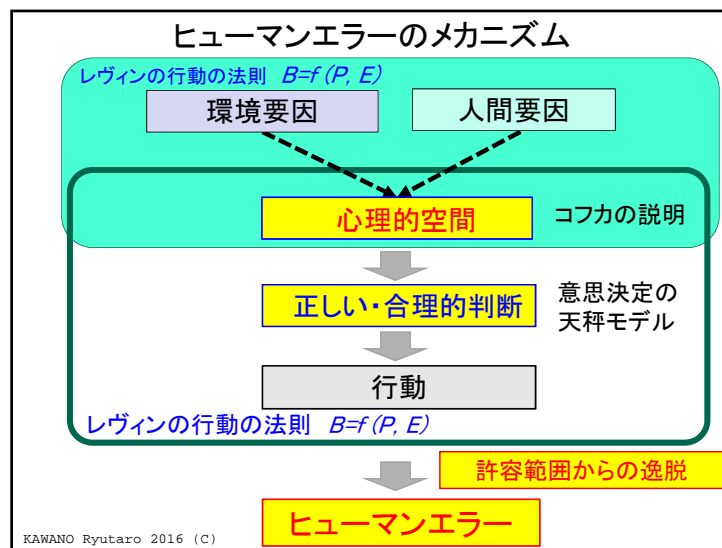 ヒューマンエラーのメカニズム
レヴィンの行動の法則 B=f(P, E)
環境要因
人間要因
心理的空間
コフカの説明
正しい・合理的判断
意思決定の
天秤モデル
行動
レヴィンの行動の法則 B=f(P, E)
許容範囲からの逸脱
ヒューマンエラー
KAWANO Ryutaro 2016 (C)